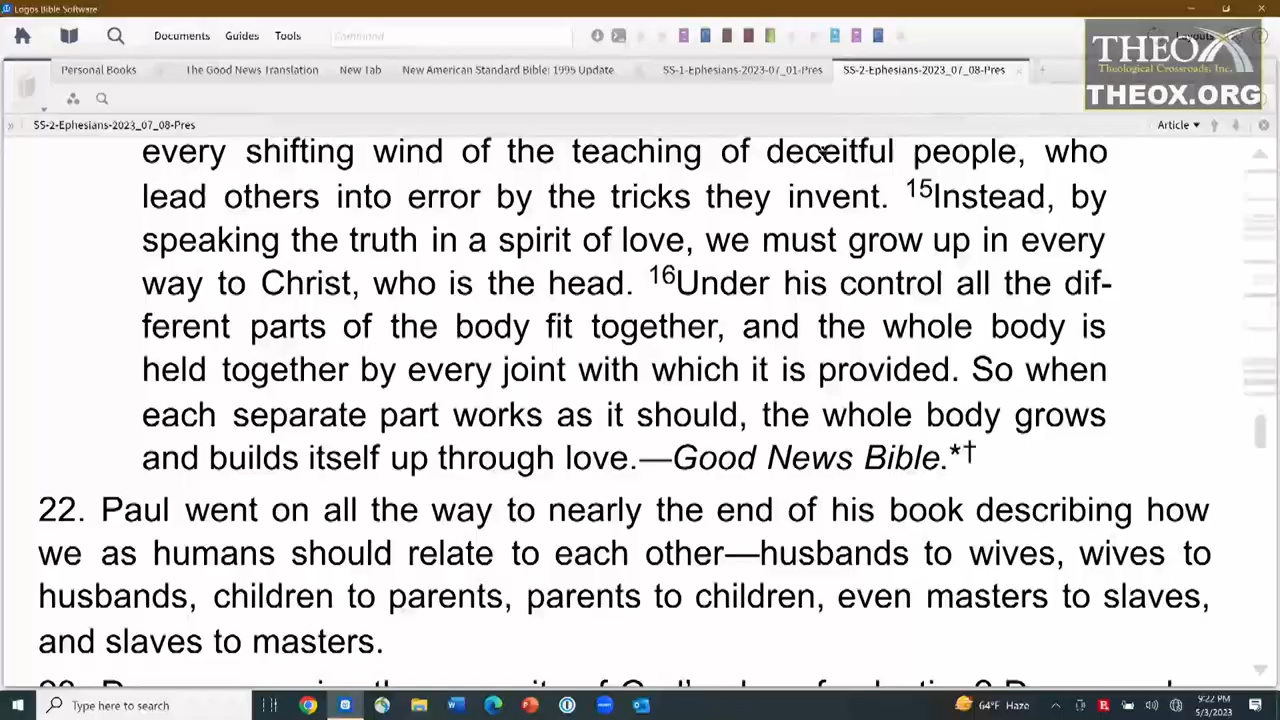 Logos Bible Software
Documents Guides Tools Command
THEOX
Theological Crossroads, Inc.
THEOX.ORG
Personal Books The Good News Translation New Tab SS-1-Ephesians-2023-07_01-Pres SS-2-Ephesians-2023_07_08-Pres
SS-2-Ephesians-2023_07_08-Pres Article
every shifting wind of the teaching of deceitful people, who
lead others into error by the tricks they invent. 15Instead, by
speaking the truth in a spirit of love, we must grow up in every
way to Christ, who is the head. 16Under his control all the dif-
ferent parts of the body fit together, and the whole body is
held together by every joint with which it is provided. So when
each separate part works as it should, the whole body grows
and builds itself up through love.—Good News Bible.*†
22. Paul went on all the way to nearly the end of his book describing how
we as humans should relate to each other—husbands to wives, wives to
husbands, children to parents, parents to children, even masters to slaves,
and slaves to masters.
Type here to search
64°F Haze
9:22 PM
5/3/2023